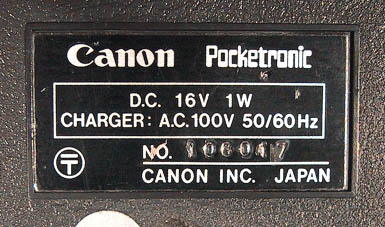 Canon Pocketronic
D.C. 16V 1W
CHARGER: A.C. 100V 50/60Hz
NO. 106017
CANON INC. JAPAN